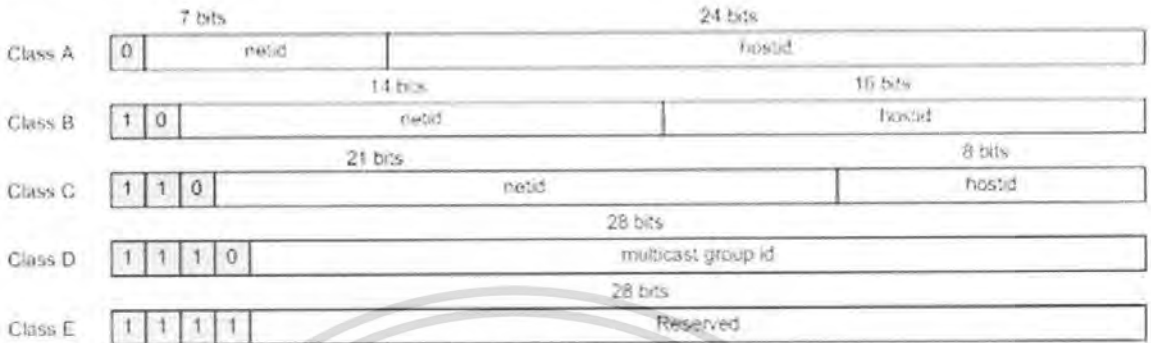 7 bits 24 bits
Class A 0 netid hostid
14 bits 16 bits
Class B 1 0 netid hostid
21 bits 8 bits
Class C 1 1 0 netid hostid
28 bits
Class D 1 1 1 0 multicast group id
28 bits
Class E 1 1 1 1 Reserved